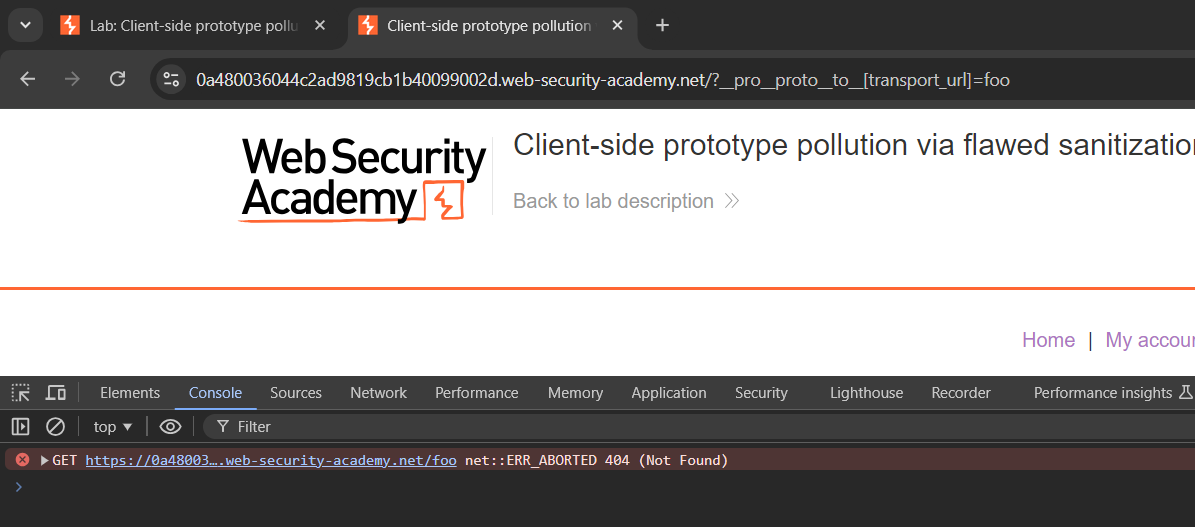 Lab: Client-side prototype pollu
Client-side prototype pollution
0a480036044c2ad9819cb1b40099002d.web-security-academy.net/?__pro__proto__to__[transport_url]=foo
Web Security
Academy
Client-side prototype pollution via flawed sanitizatio
Back to lab description
Home | My accour
Elements Console Sources Network Performance Memory Application Security Lighthouse Recorder Performance insights
top Filter
GET https://0a48003….web-security-academy.net/foo net::ERR_ABORTED 404 (Not Found)